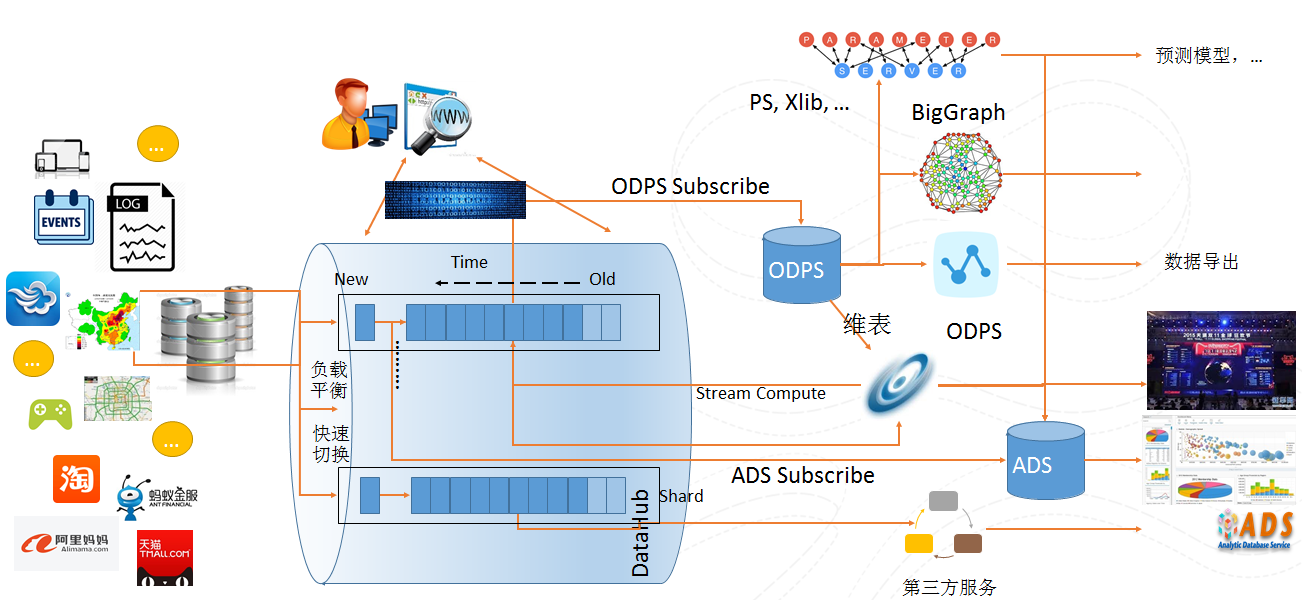 P A R A M E T E R
S E R V E R
预测模型，...
PS, Xlib, ...
BigGraph
WWW
...
LOG
EVENTS
ODPS Subscribe
ODPS
数据导出
New
Time
Old
维表
ODPS
负载
平衡
Stream Compute
...
快速
切换
...
ADS
ADS Subscribe
淘
蚂蚁金服
ANT FINANCIAL
Shard
DataHub
阿里妈妈
Alimama.com
天猫
TMALL.COM
第三方服务
ADS
Analytic Database Service